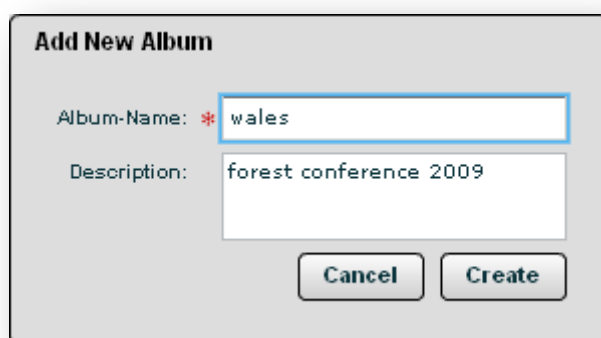 Add New Album
Album-Name: * wales
Description: forest conference 2009
Cancel Create